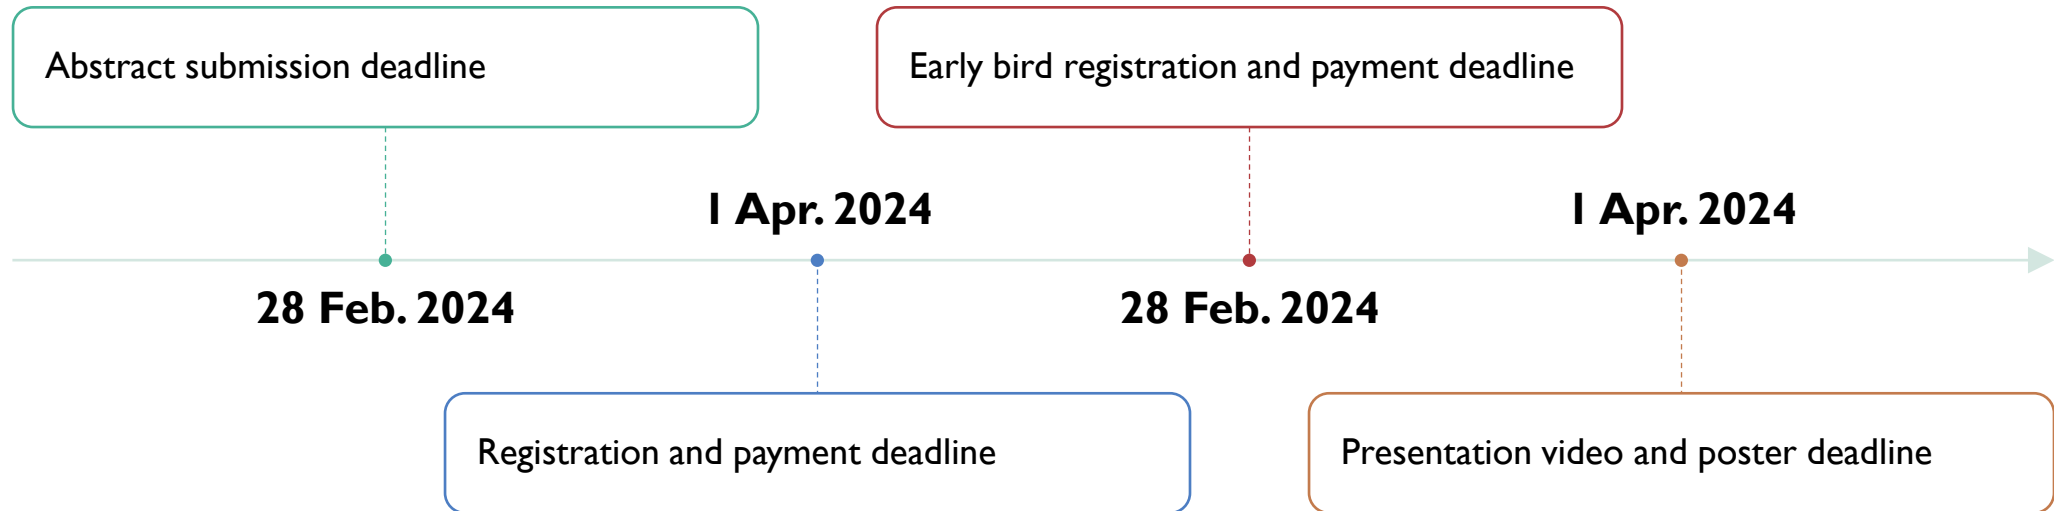 Abstract submission deadline
Early bird registration and payment deadline
1 Apr. 2024
1 Apr. 2024
28 Feb. 2024
28 Feb. 2024
Registration and payment deadline
Presentation video and poster deadline